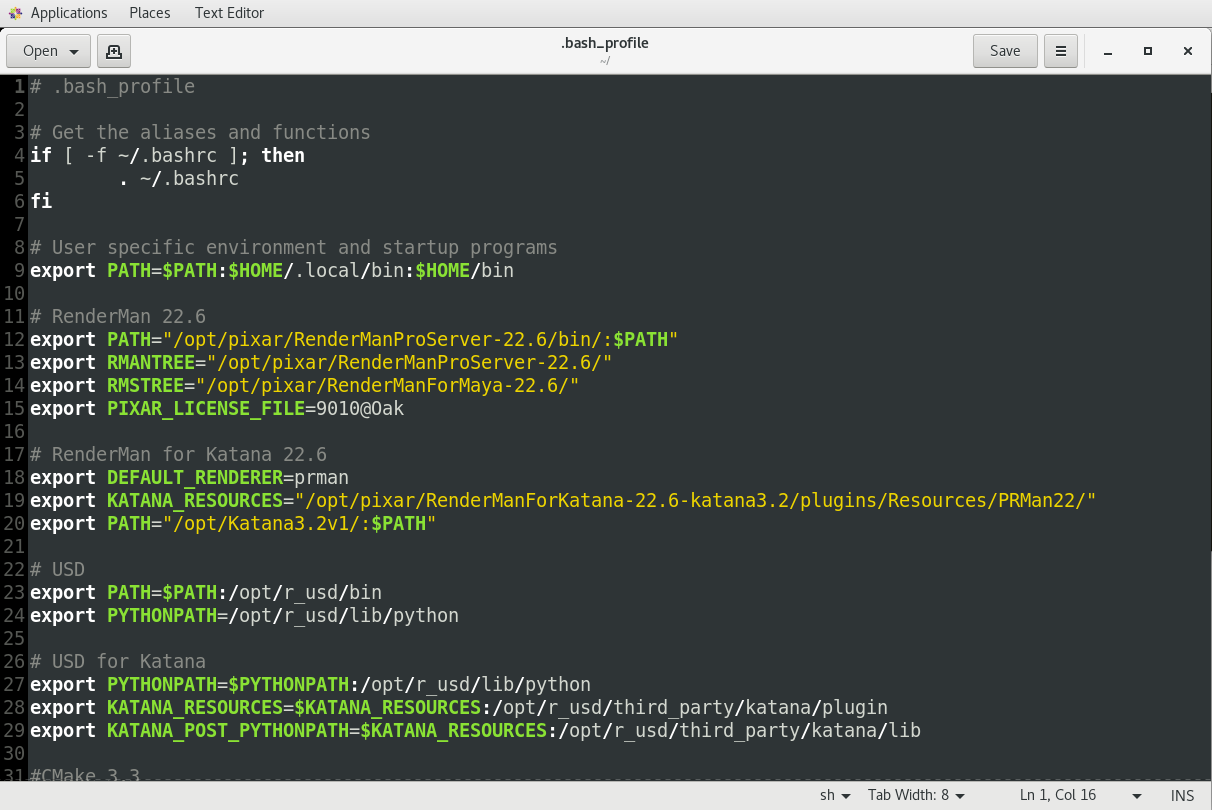 Applications Places Text Editor
Open .bash_profile Save
~/
1 # .bash_profile
2
3 # Get the aliases and functions
4 if [ -f ~/.bashrc ]; then
5 . ~/.bashrc
6 fi
7
8 # User specific environment and startup programs
9 export PATH=$PATH:$HOME/.local/bin:$HOME/bin
10
11 # RenderMan 22.6
12 export PATH="/opt/pixar/RenderManProServer-22.6/bin/:$PATH"
13 export RMANTREE="/opt/pixar/RenderManProServer-22.6/"
14 export RMSTREE="/opt/pixar/RenderManForMaya-22.6/"
15 export PIXAR_LICENSE_FILE=9010@Oak
16
17 # RenderMan for Katana 22.6
18 export DEFAULT_RENDERER=prman
19 export KATANA_RESOURCES="/opt/pixar/RenderManForKatana-22.6-katana3.2/plugins/Resources/PRMan22/"
20 export PATH="/opt/Katana3.2v1/:$PATH"
21
22 # USD
23 export PATH=$PATH:/opt/r_usd/bin
24 export PYTHONPATH=/opt/r_usd/lib/python
25
26 # USD for Katana
27 export PYTHONPATH=$PYTHONPATH:/opt/r_usd/lib/python
28 export KATANA_RESOURCES=$KATANA_RESOURCES:/opt/r_usd/third_party/katana/plugin
29 export KATANA_POST_PYTHONPATH=$KATANA_RESOURCES:/opt/r_usd/third_party/katana/lib
30
31 #CMake 3.3
sh Tab Width: 8 Ln 1, Col 16 INS